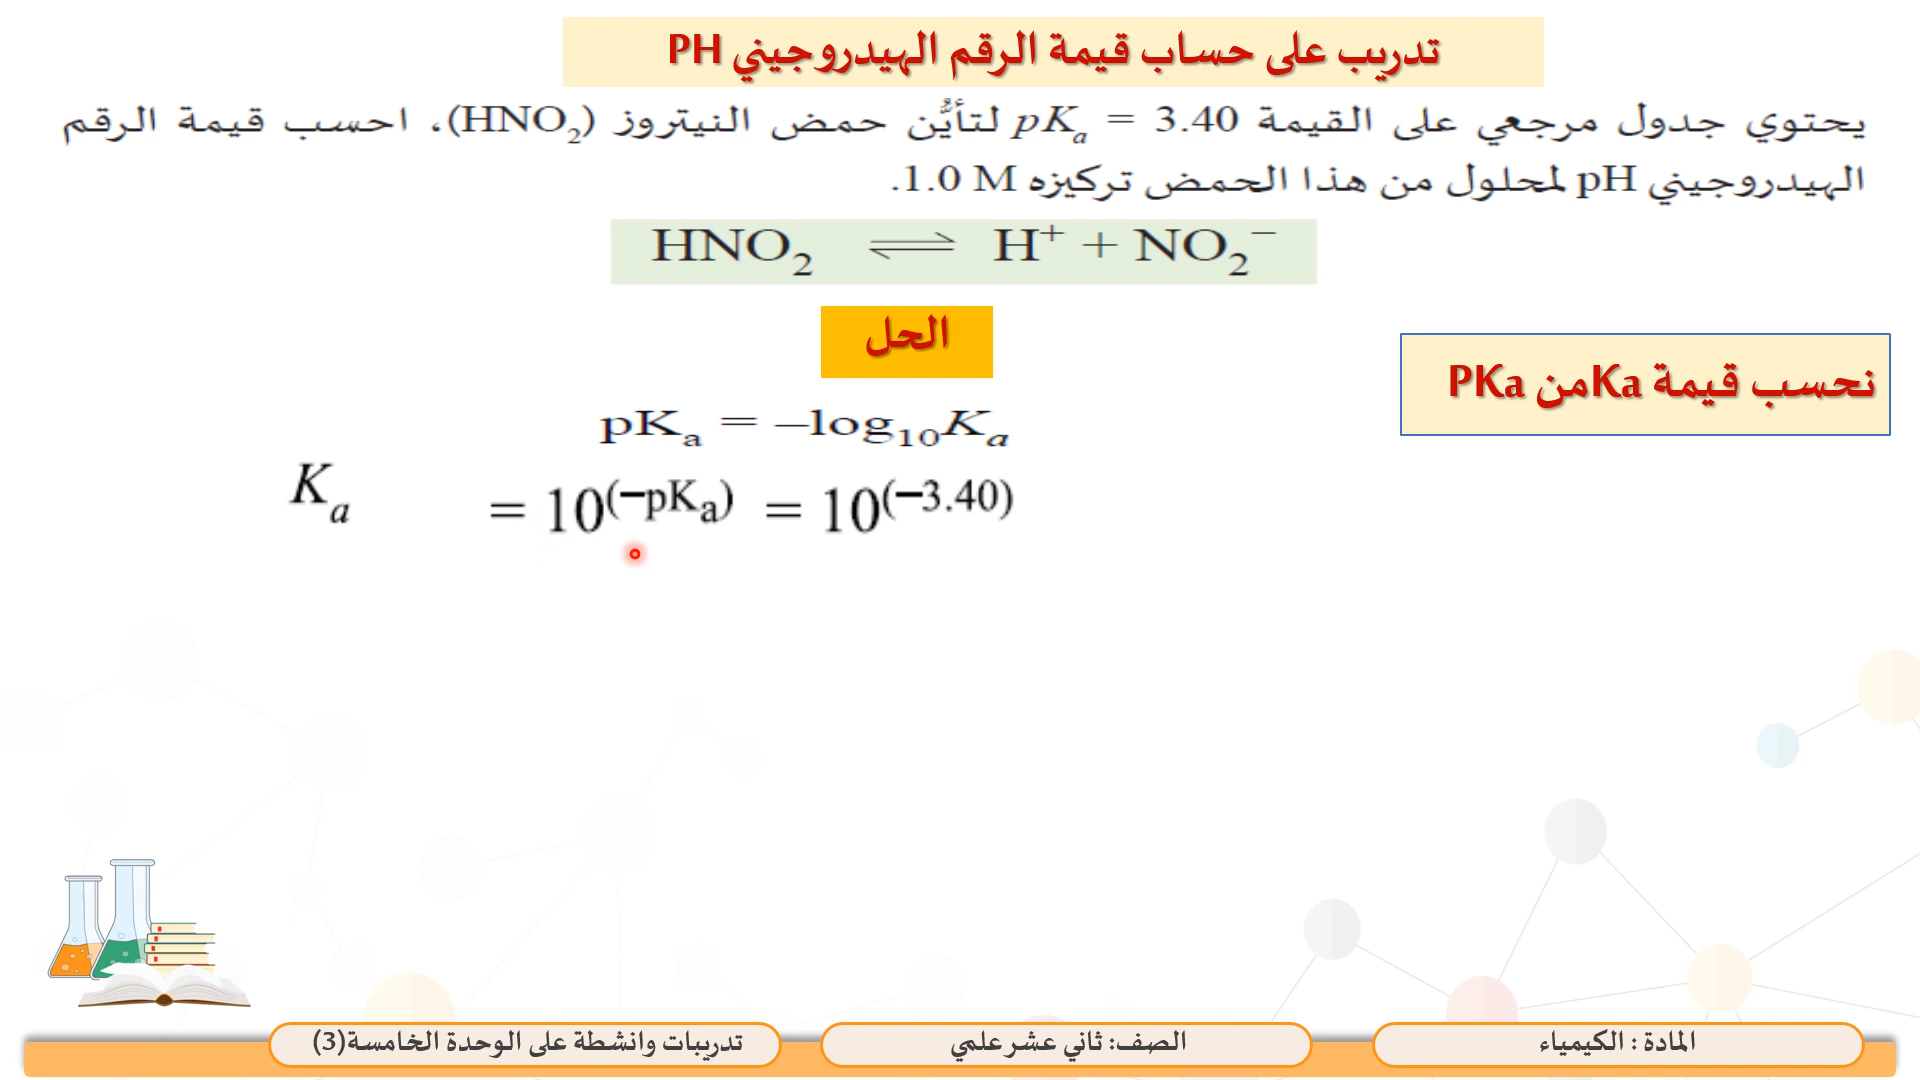 تدريب على حساب قيمة الرقم الهيدروجيني PH
يحتوي جدول مرجعي على القيمة pKₐ = 3.40 لتأيُّن حمض النيتروز (HNO₂)، احسب قيمة الرقم
الهيدروجيني pH لمحلول من هذا الحمض تركيزه 1.0 M.
HNO₂ ⇌ H⁺ + NO₂⁻
الحل
نحسب قيمة Ka من PKa
pKₐ = –log₁₀Kₐ
Kₐ = 10^(–pKₐ) = 10^(–3.40)
المادة : الكيمياء
الصف: ثاني عشر علمي
تدريبات وانشطة على الوحدة الخامسة(3)